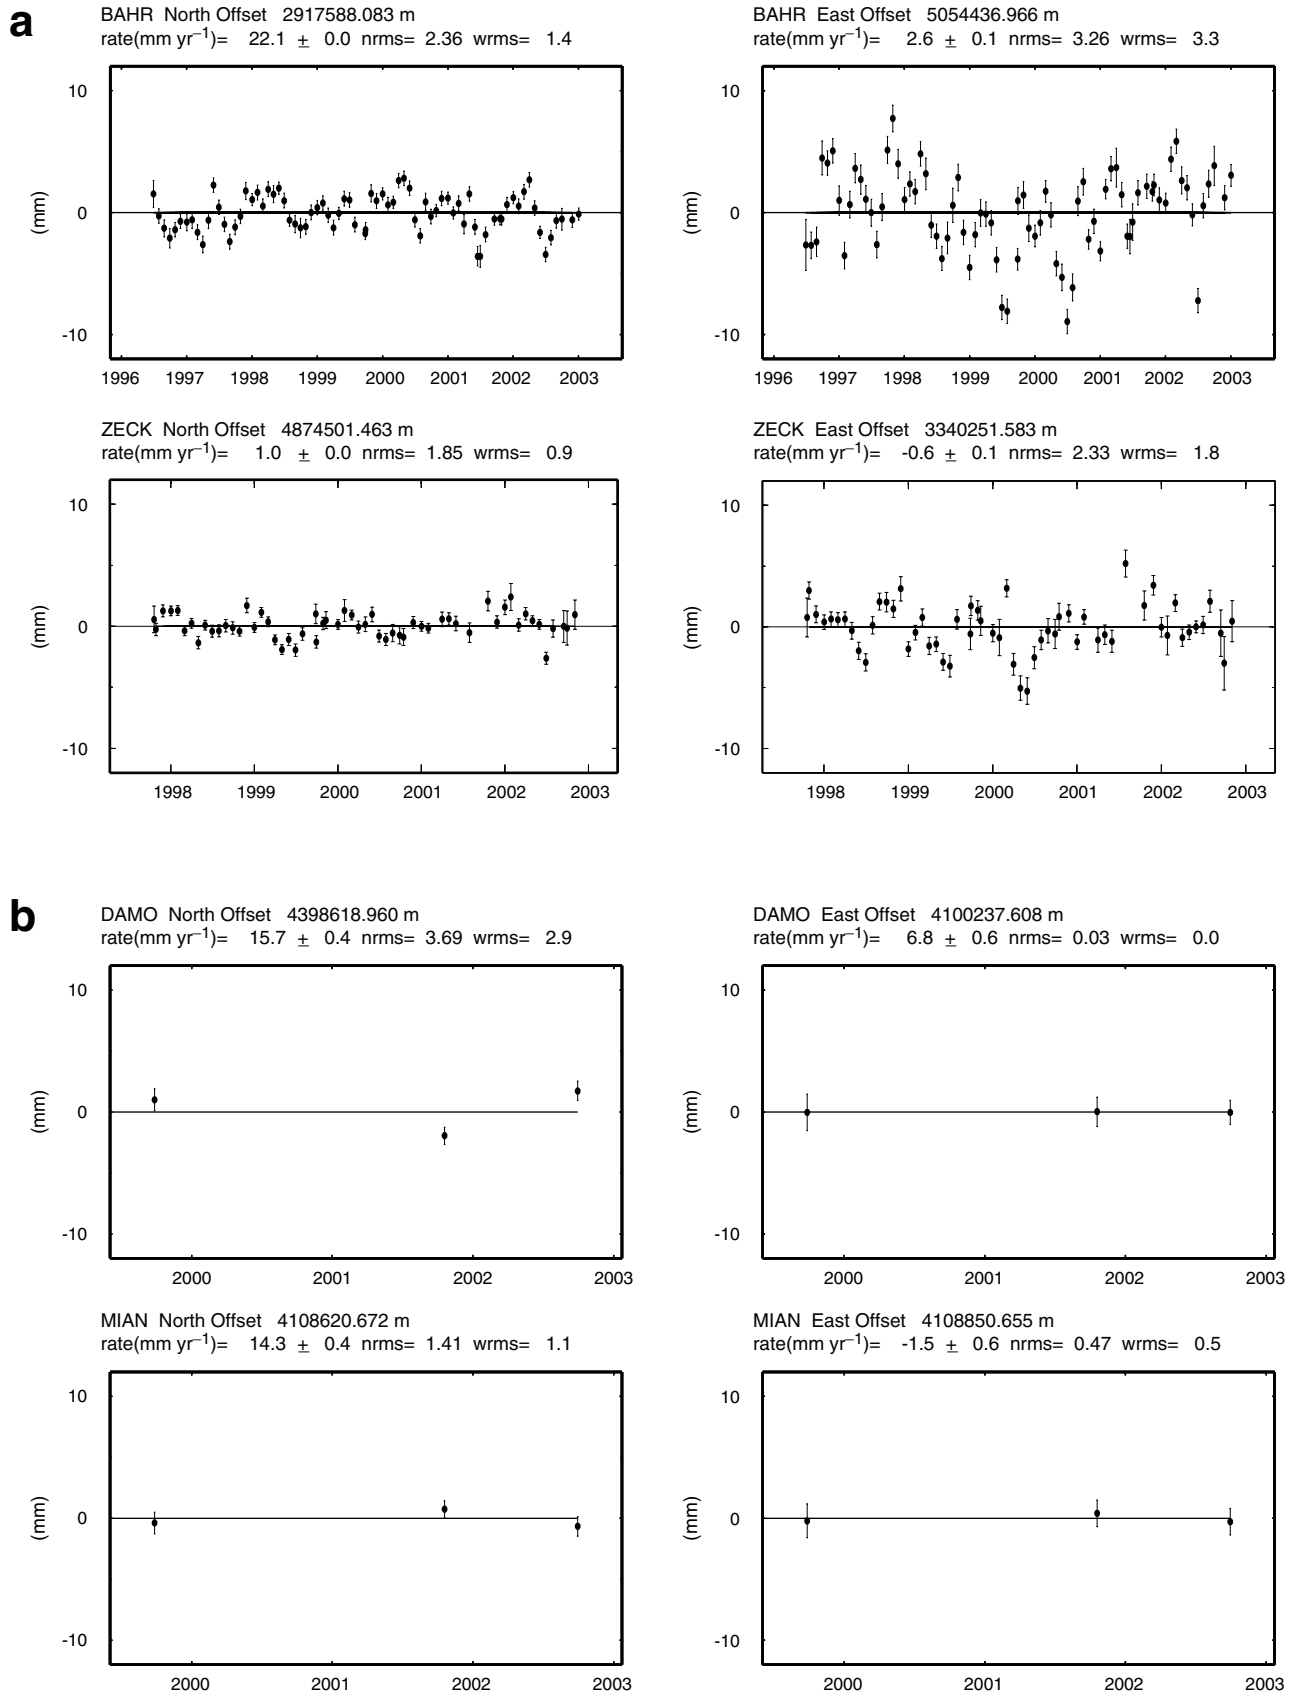 a
BAHR North Offset 2917588.083 m
rate(mm yr–1)= 22.1 ± 0.0 nrms= 2.36 wrms= 1.4
10
0
-10
(mm)
1996 1997 1998 1999 2000 2001 2002 2003
BAHR East Offset 5054436.966 m
rate(mm yr–1)= 2.6 ± 0.1 nrms= 3.26 wrms= 3.3
10
0
-10
(mm)
1996 1997 1998 1999 2000 2001 2002 2003
ZECK North Offset 4874501.463 m
rate(mm yr–1)= 1.0 ± 0.0 nrms= 1.85 wrms= 0.9
10
0
-10
(mm)
1998 1999 2000 2001 2002 2003
ZECK East Offset 3340251.583 m
rate(mm yr–1)= -0.6 ± 0.1 nrms= 2.33 wrms= 1.8
10
0
-10
(mm)
1998 1999 2000 2001 2002 2003
b
DAMO North Offset 4398618.960 m
rate(mm yr–1)= 15.7 ± 0.4 nrms= 3.69 wrms= 2.9
10
0
-10
(mm)
2000 2001 2002 2003
DAMO East Offset 4100237.608 m
rate(mm yr–1)= 6.8 ± 0.6 nrms= 0.03 wrms= 0.0
10
0
-10
(mm)
2000 2001 2002 2003
MIAN North Offset 4108620.672 m
rate(mm yr–1)= 14.3 ± 0.4 nrms= 1.41 wrms= 1.1
10
0
-10
(mm)
2000 2001 2002 2003
MIAN East Offset 4108850.655 m
rate(mm yr–1)= -1.5 ± 0.6 nrms= 0.47 wrms= 0.5
10
0
-10
(mm)
2000 2001 2002 2003